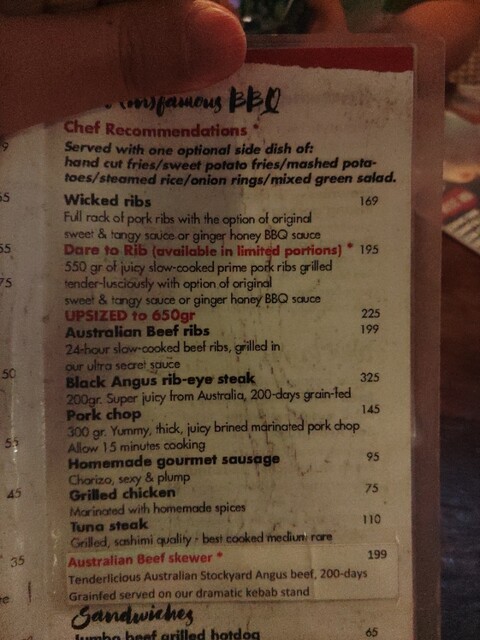 BBQ
Chef Recommendations *
Served with one optional side dish of:
hand cut fries/sweet potato fries/mashed pota-
toes/steamed rice/onion rings/mixed green salad.
Wicked ribs 169
Full rack of pork ribs with the option of original
sweet & tangy sauce or ginger honey BBQ sauce
Dare to Rib (available in limited portions) * 195
550 gr of juicy slow-cooked prime pork ribs grilled
tender-lusciously with option of original
sweet & tangy sauce or ginger honey BBQ sauce
UPSIZED to 650gr 225
Australian Beef ribs 199
24-hour slow-cooked beef ribs, grilled in
our ultra secret sauce
Black Angus rib-eye steak 325
200gr. Super juicy from Australia, 200-days grain-fed
Pork chop 145
300 gr. Yummy, thick, juicy brined marinated pork chop
Allow 15 minutes cooking
Homemade gourmet sausage 95
Chorizo, sexy & plump
Grilled chicken 75
Marinated with homemade spices
Tuna steak 110
Grilled, sashimi quality - best cooked medium rare
Australian Beef skewer * 199
Tenderlicious Australian Stockyard Angus beef, 200-days
Grainfed served on our dramatic kebab stand
Sandwiches
Jumbo beef grilled hotdog 65